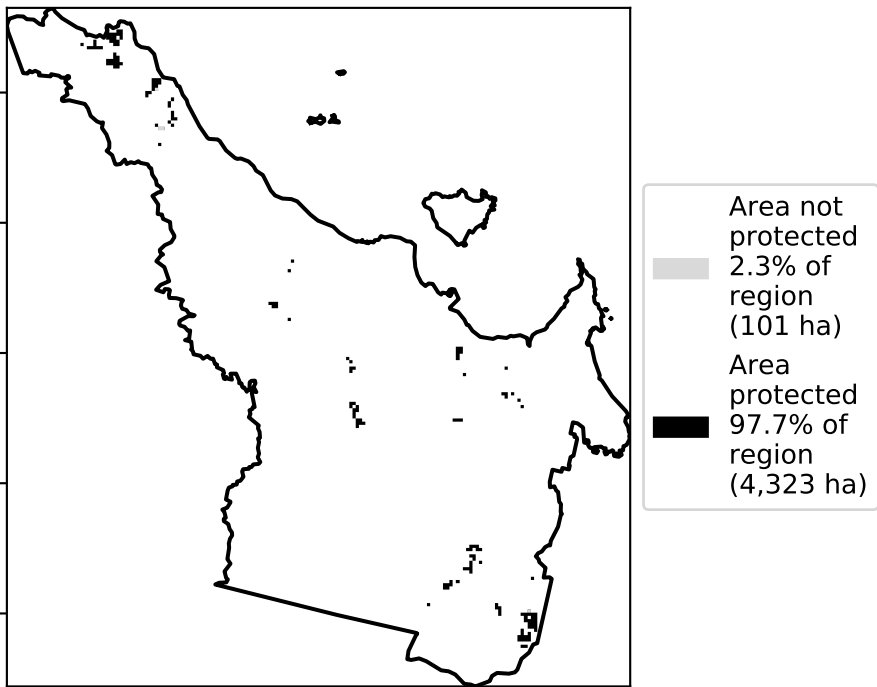 Area not
protected
2.3% of
region
(101 ha)
Area
protected
97.7% of
region
(4,323 ha)